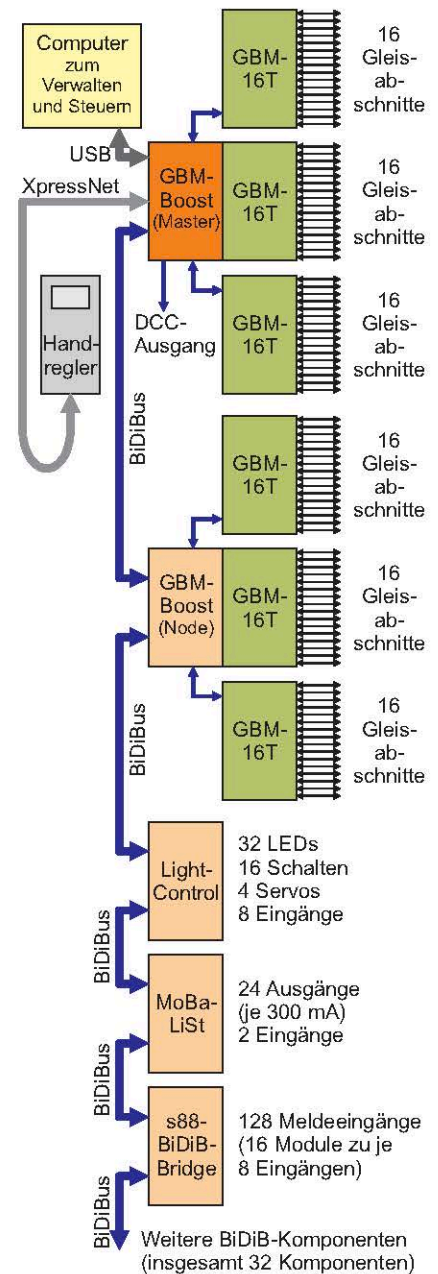 Computer
zum
Verwalten
und Steuern
GBM-
16T
16
Gleis-
ab-
schnitte
USB
XpressNet
GBM-
Boost
(Master)
GBM-
16T
16
Gleis-
ab-
schnitte
Hand-
regler
DCC-
Ausgang
GBM-
16T
16
Gleis-
ab-
schnitte
BiDiBus
GBM-
16T
16
Gleis-
ab-
schnitte
GBM-
Boost
(Node)
GBM-
16T
16
Gleis-
ab-
schnitte
BiDiBus
GBM-
16T
16
Gleis-
ab-
schnitte
Light-
Control
32 LEDs
16 Schalten
4 Servos
8 Eingänge
BiDiBus
MoBa-
LiSt
24 Ausgänge
(je 300 mA)
2 Eingänge
BiDiBus
s88-
BiDiB-
Bridge
128 Meldeeingänge
(16 Module zu je
8 Eingängen)
BiDiBus
Weitere BiDiB-Komponenten
(insgesamt 32 Komponenten)